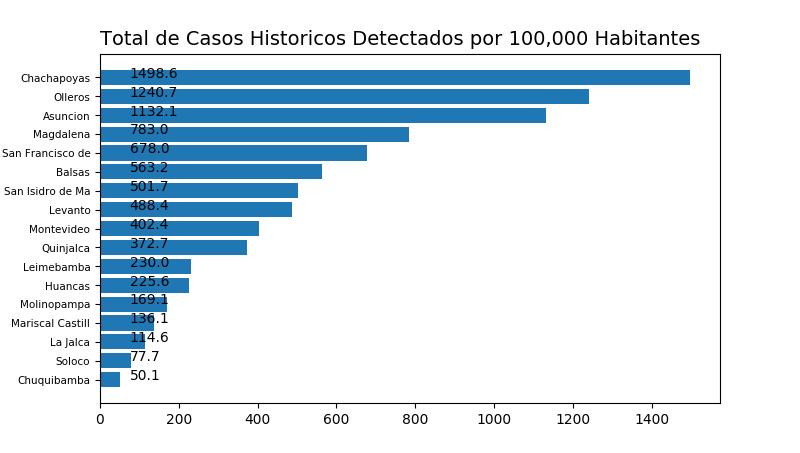 Total de Casos Historicos Detectados por 100,000 Habitantes
Chachapoyas 1498.6
Olleros 1240.7
Asuncion 1132.1
Magdalena 783.0
San Francisco de 678.0
Balsas 563.2
San Isidro de Ma 501.7
Levanto 488.4
Montevideo 402.4
Quinjalca 372.7
Leimebamba 230.0
Huancas 225.6
Molinopampa 169.1
Mariscal Castill 136.1
La Jalca 114.6
Soloco 77.7
Chuquibamba 50.1
0 200 400 600 800 1000 1200 1400